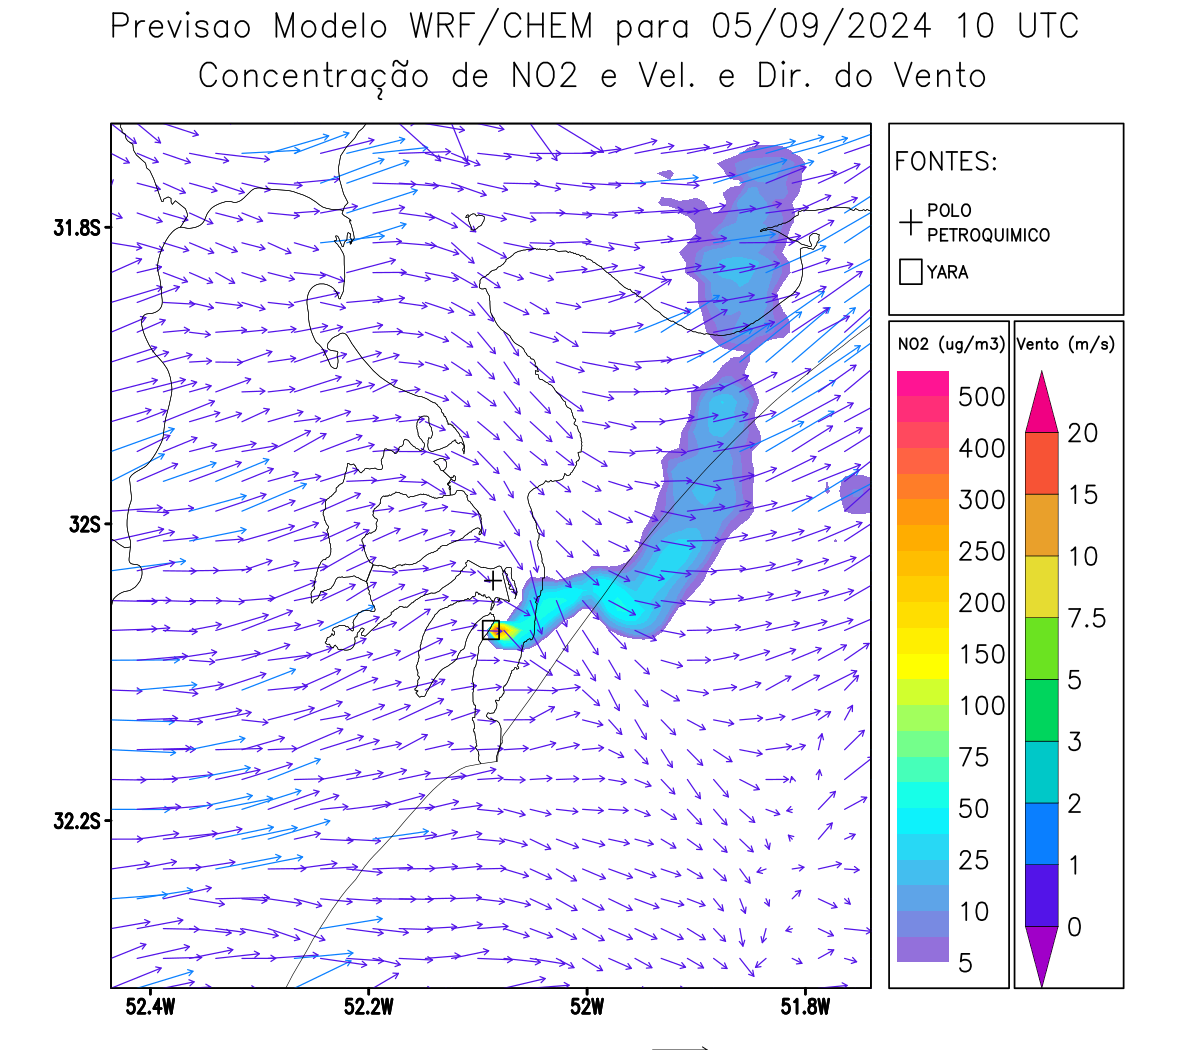 Previsao Modelo WRF/CHEM para 05/09/2024 10 UTC
Concentração de NO2 e Vel. e Dir. do Vento
FONTES:
POLO
PETROQUIMICO
YARA
31.8S
32S
32.2S
52.4W
52.2W
52W
51.8W
NO2 (ug/m3)
500
400
300
250
200
150
100
75
50
25
10
5
Vento (m/s)
20
15
10
7.5
5
3
2
1
0